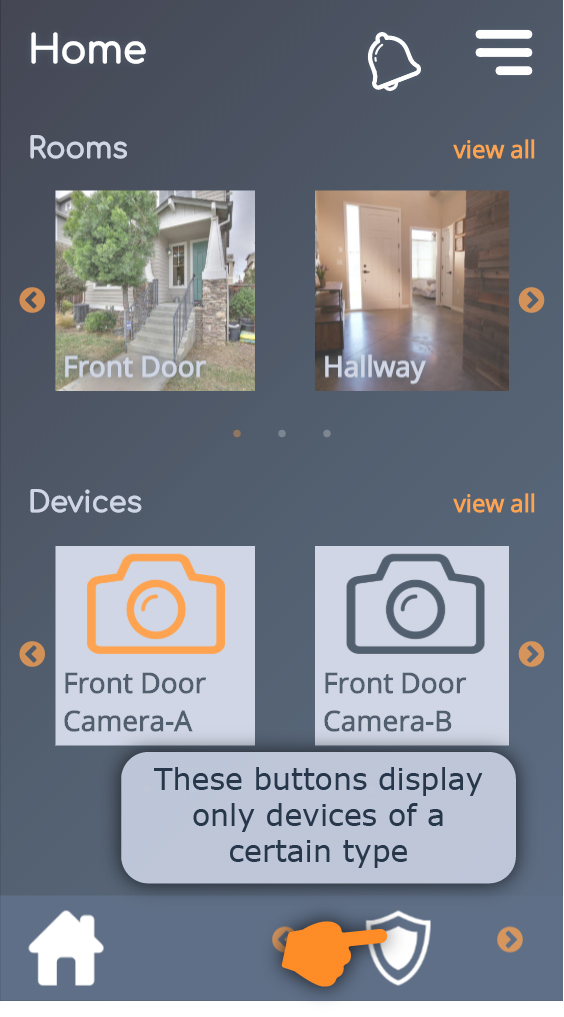 Home
Rooms
view all
Front Door
Hallway
Devices
view all
Front Door
Camera-A
Front Door
Camera-B
These buttons display
only devices of a
certain type